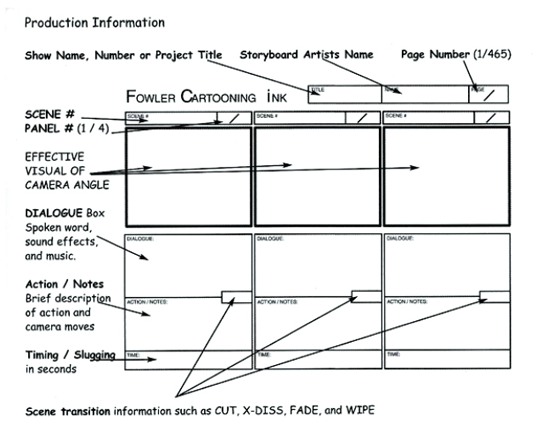 Production Information
Show Name, Number or Project Title Storyboard Artists Name Page Number (1/465)
TITLE PAGE
FOWLER CARTOONING INK
SCENE #
PANEL # (1 / 4)
SCENE # SCENE # SCENE #
EFFECTIVE
VISUAL OF
CAMERA ANGLE
DIALOGUE Box
Spoken word,
sound effects,
and music.
DIALOGUE: DIALOGUE: DIALOGUE:
Action / Notes
Brief description
of action and
camera moves
ACTION / NOTES: ACTION / NOTES: ACTION / NOTES:
Timing / Slugging
in seconds
TIME: TIME: TIME:
Scene transition information such as CUT, X-DISS, FADE, and WIPE